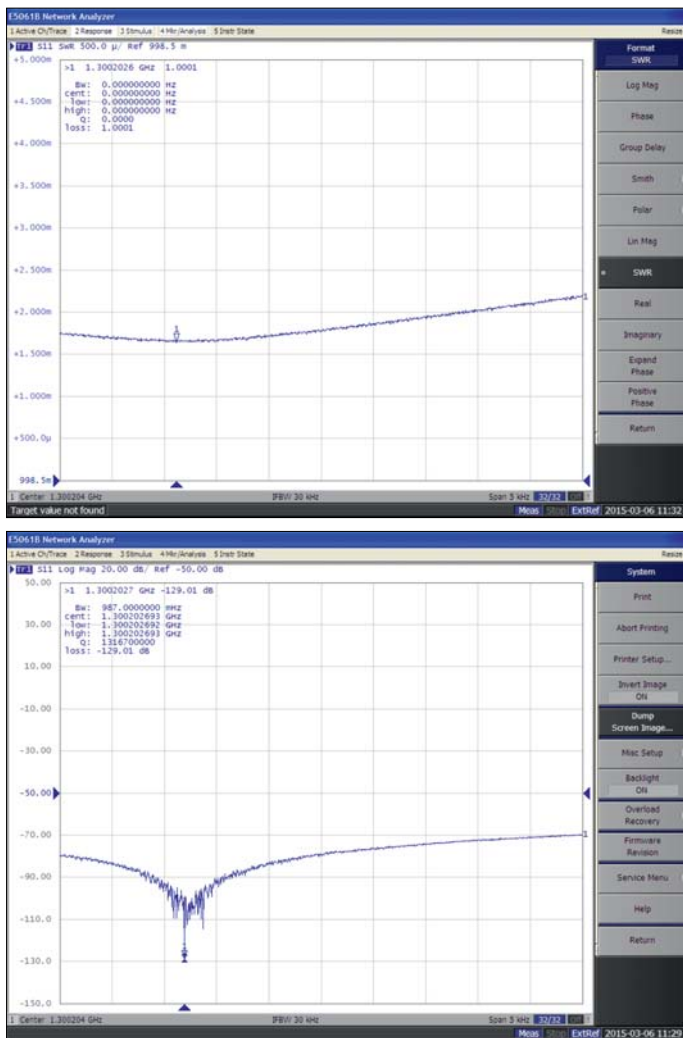 E5061B Network Analyzer
1 Active Ch/Trace 2 Response 3 Stimulus 4 Mkr/Analysis 5 Instr State Resize
Tr1 S11 SWR 500.0 µ/ Ref 998.5 m
>1 1.3002026 GHz 1.0001
BW: 0.000000000 Hz
cent: 0.000000000 Hz
low: 0.000000000 Hz
high: 0.000000000 Hz
Q: 0.0000
loss: 1.0001
+5.000m
+4.500m
+4.000m
+3.500m
+3.000m
+2.500m
+2.000m
+1.500m
+1.000m
+500.0µ
998.5m
1
1
Format
SWR
Log Mag
Phase
Group Delay
Smith
Polar
Lin Mag
SWR
Real
Imaginary
Expand
Phase
Positive
Phase
Return
1 Center 1.300204 GHz IFBW 30 kHz Span 5 kHz 32/32 Off !
Target value not found Meas Stop ExtRef 2015-03-06 11:32
E5061B Network Analyzer
1 Active Ch/Trace 2 Response 3 Stimulus 4 Mkr/Analysis 5 Instr State Resize
Tr1 S11 Log Mag 20.00 dB/ Ref -50.00 dB
>1 1.3002027 GHz -129.01 dB
BW: 987.0000000 mHz
cent: 1.300202693 GHz
low: 1.300202692 GHz
high: 1.300202693 GHz
Q: 1316700000
loss: -129.01 dB
50.00
30.00
10.00
-10.00
-30.00
-50.00
-70.00
-90.00
-110.0
-130.0
-150.0
1
System
Print
Abort Printing
Printer Setup...
Invert Image
ON
Dump
Screen Image...
Misc Setup
Backlight
ON
Overload
Recovery
Firmware
Revision
Service Menu
Help
Return
1 Center 1.300204 GHz IFBW 30 kHz Span 5 kHz 32/32 Off !
Meas Stop ExtRef 2015-03-06 11:29